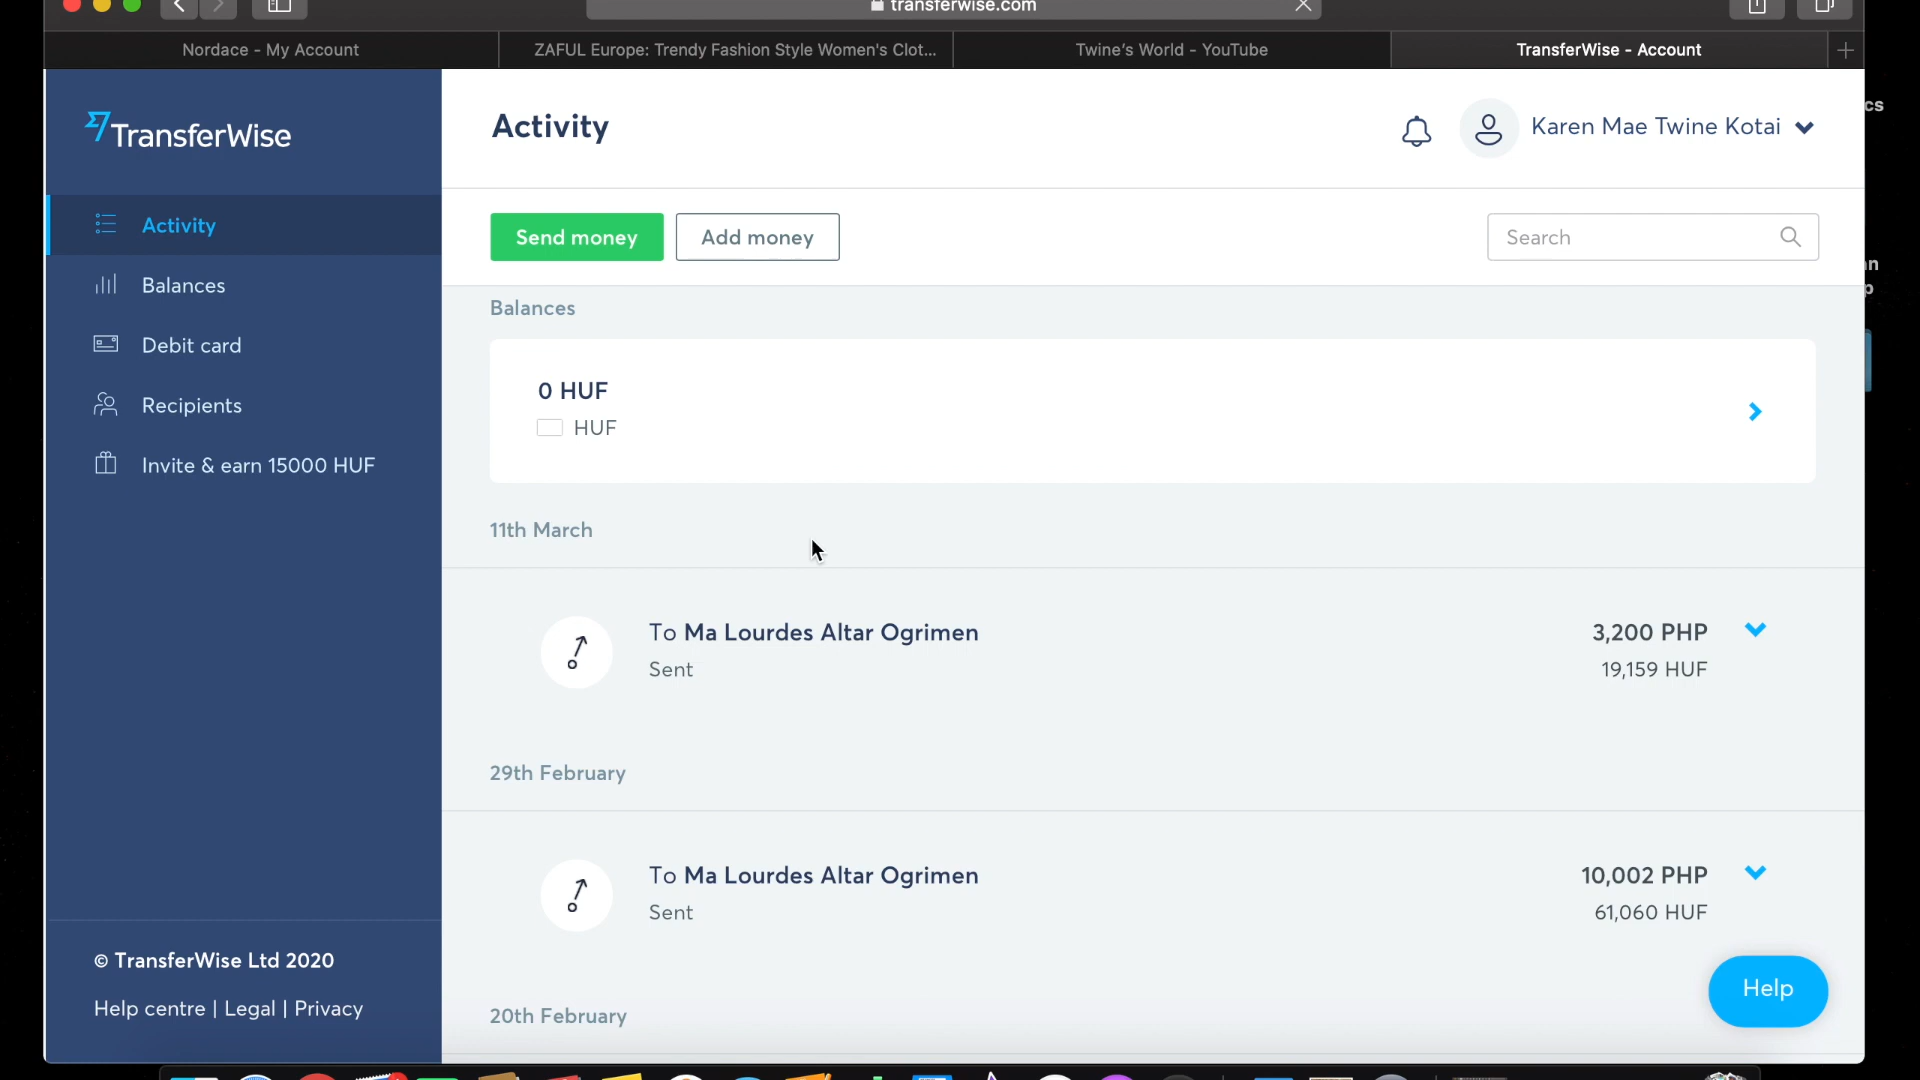 transferwise.com
Nordace - My Account
ZAFUL Europe: Trendy Fashion Style Women's Clot...
Twine's World - YouTube
TransferWise - Account
TransferWise
Activity
Karen Mae Twine Kotai
Activity
Balances
Debit card
Recipients
Invite & earn 15000 HUF
Send money
Add money
Search
Balances
0 HUF
HUF
11th March
To Ma Lourdes Altar Ogrimen
3,200 PHP
Sent
19,159 HUF
29th February
To Ma Lourdes Altar Ogrimen
10,002 PHP
Sent
61,060 HUF
20th February
Help
© TransferWise Ltd 2020
Help centre | Legal | Privacy